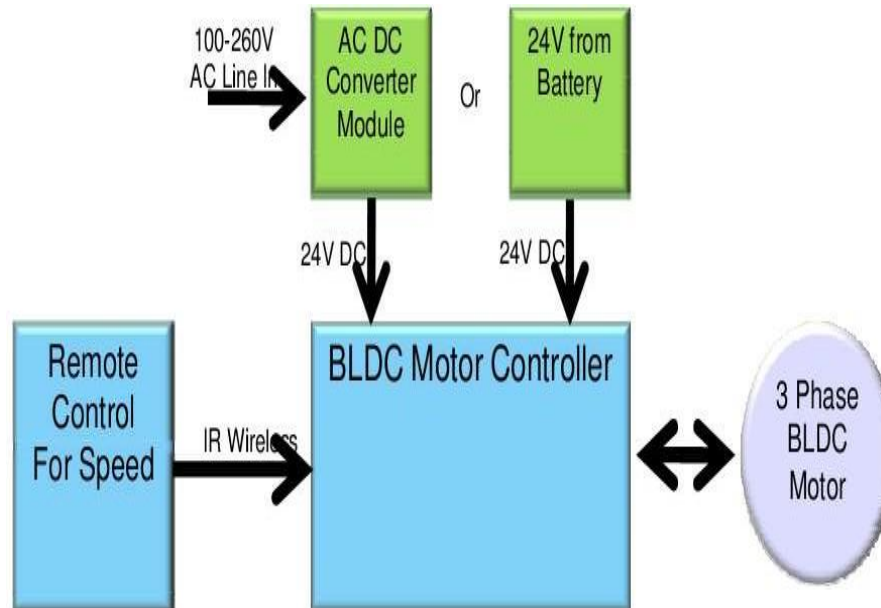 100-260V
AC Line In
AC DC
Converter
Module
Or
24V from
Battery
24V DC
24V DC
Remote
Control
For Speed
IR Wireless
BLDC Motor Controller
3 Phase
BLDC
Motor